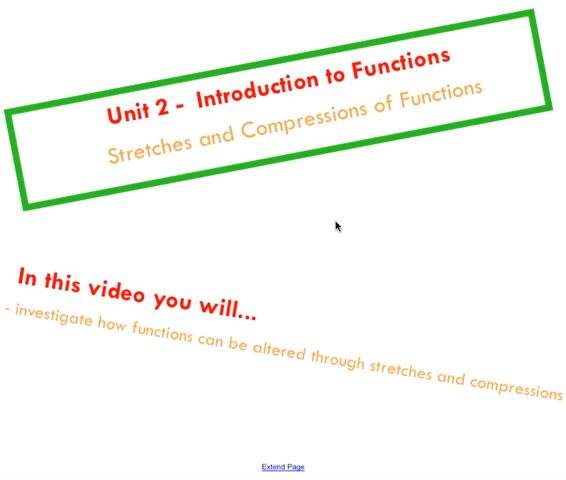 Unit 2 - Introduction to Functions
Stretches and Compressions of Functions
In this video you will...
- investigate how functions can be altered through stretches and compressions
Extend Page